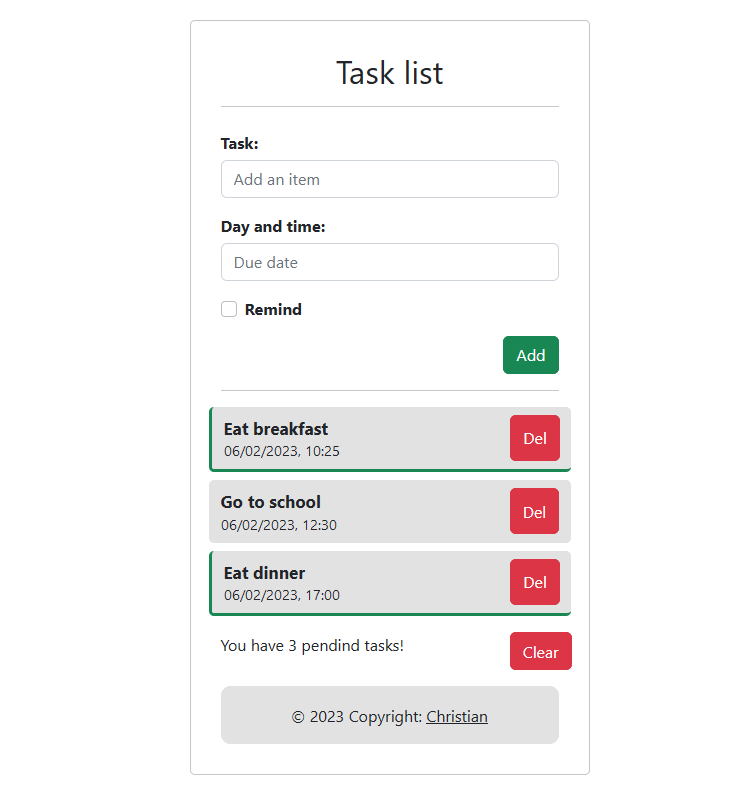 Task list
Task:
Add an item
Day and time:
Due date
Remind
Add
Eat breakfast
06/02/2023, 10:25
Del
Go to school
06/02/2023, 12:30
Del
Eat dinner
06/02/2023, 17:00
Del
You have 3 pendind tasks!
Clear
© 2023 Copyright: Christian